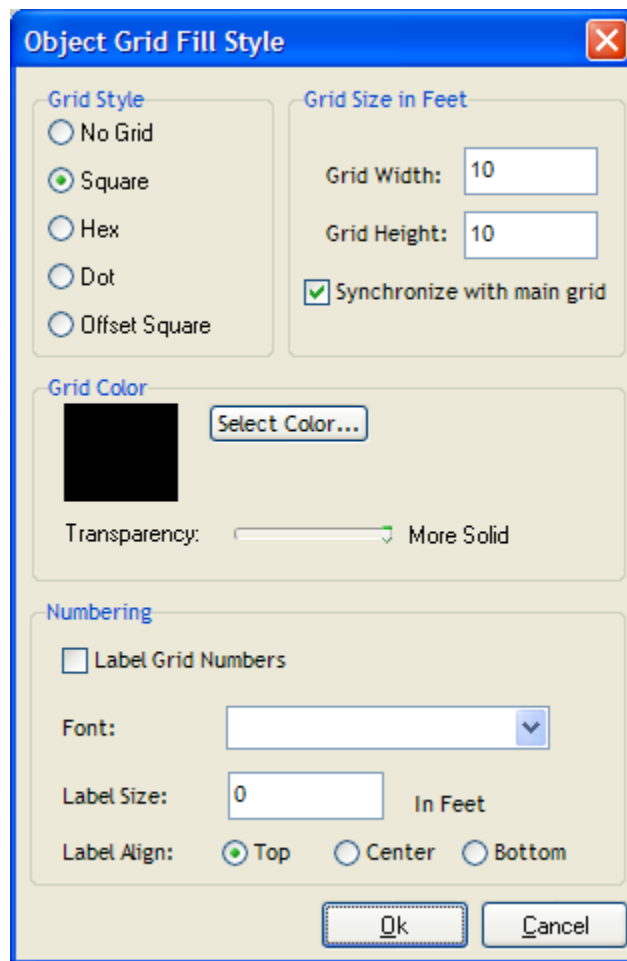 Object Grid Fill Style
Grid Style
No Grid
Square
Hex
Dot
Offset Square
Grid Size in Feet
Grid Width: 10
Grid Height: 10
Synchronize with main grid
Grid Color
Select Color...
Transparency: More Solid
Numbering
Label Grid Numbers
Font:
Label Size: 0 In Feet
Label Align: Top Center Bottom
Ok Cancel